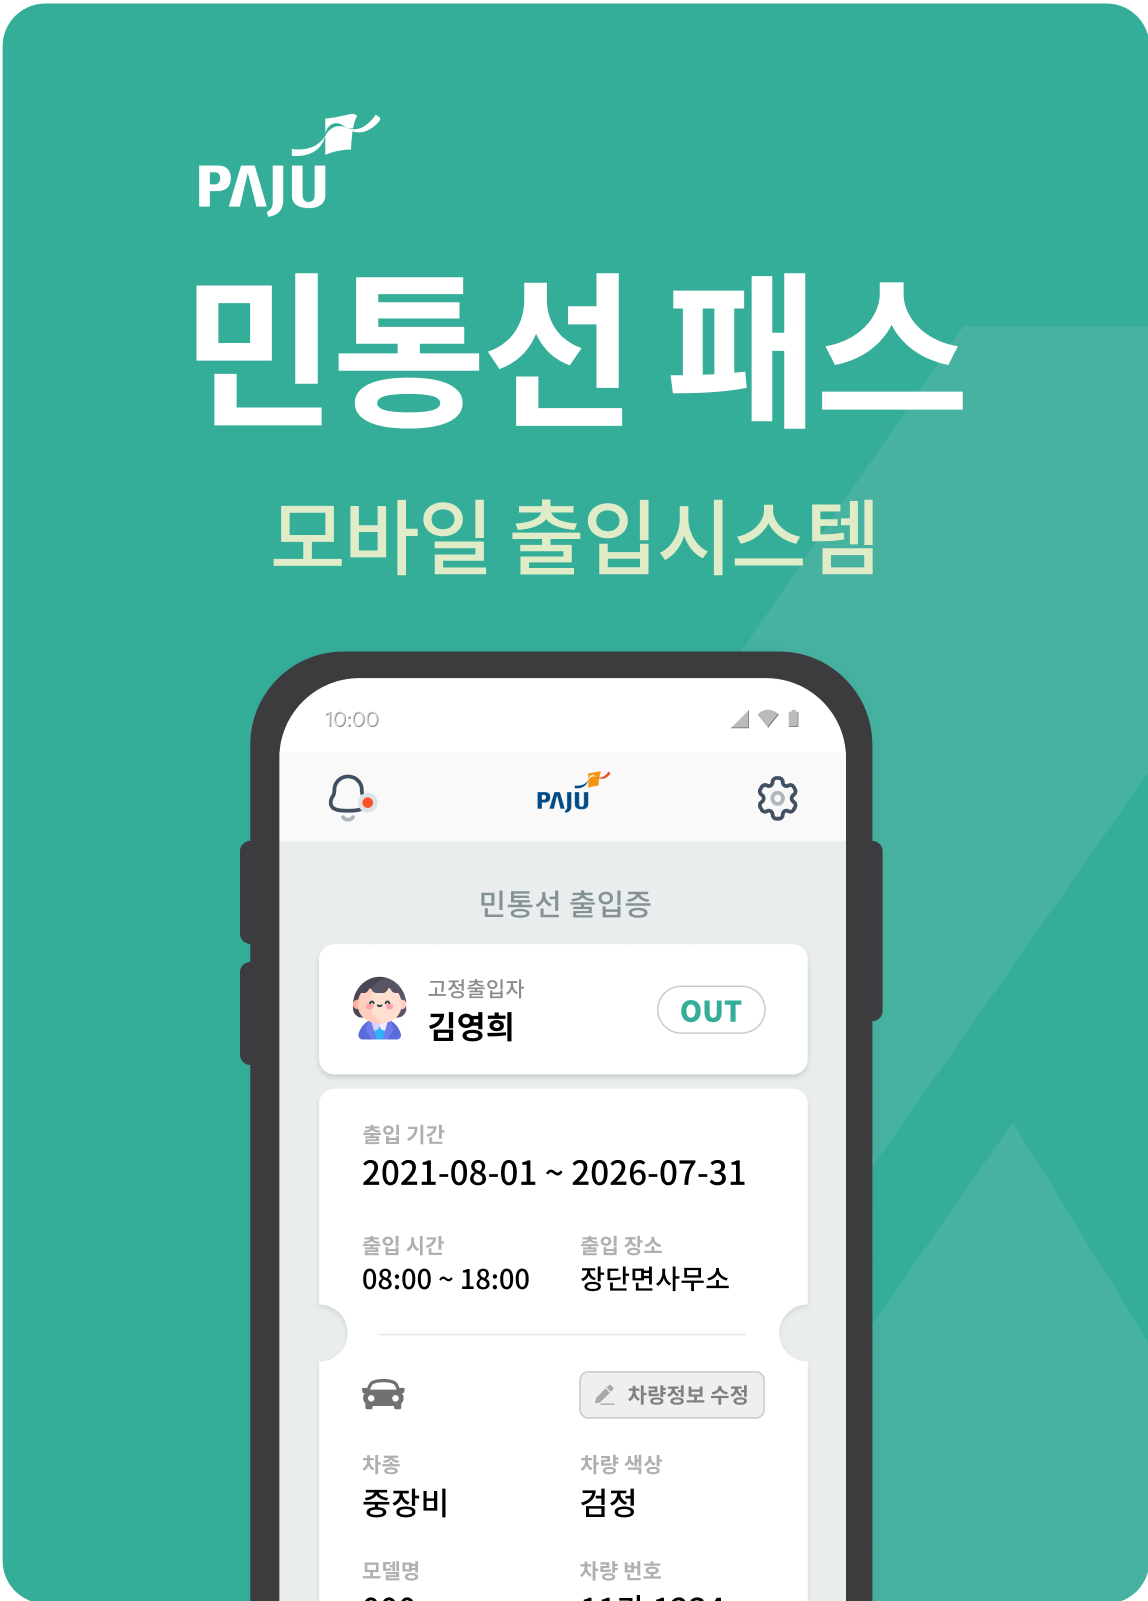 PAJU
민통선 패스
모바일 출입시스템
10:00
PAJU
민통선 출입증
고정출입자
김영희
OUT
출입 기간
2021-08-01 ~ 2026-07-31
출입 시간
출입 장소
08:00 ~ 18:00
장단면사무소
차량정보 수정
차종
차량 색상
중장비
검정
모델명
차량 번호